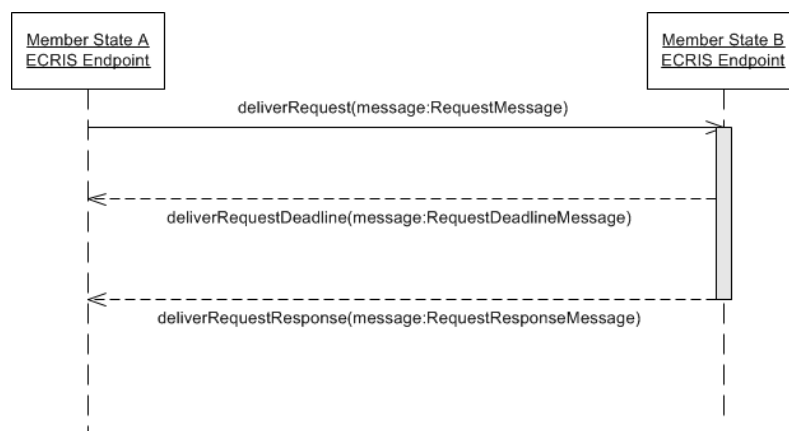 Member State A
ECRIS Endpoint
Member State B
ECRIS Endpoint
deliverRequest(message:RequestMessage)
deliverRequestDeadline(message:RequestDeadlineMessage)
deliverRequestResponse(message:RequestResponseMessage)